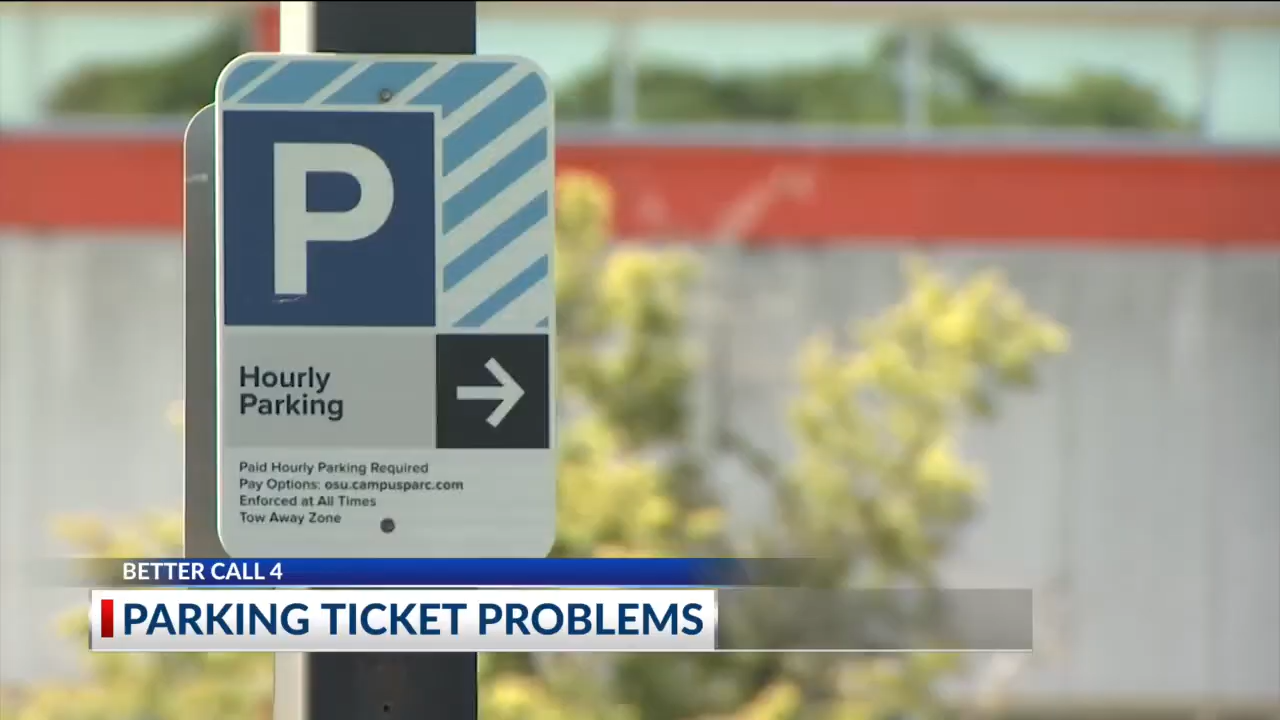 P
Hourly
Parking
Paid Hourly Parking Required
Pay Options: osu.campusparc.com
Enforced at All Times
Tow Away Zone
BETTER CALL 4
PARKING TICKET PROBLEMS